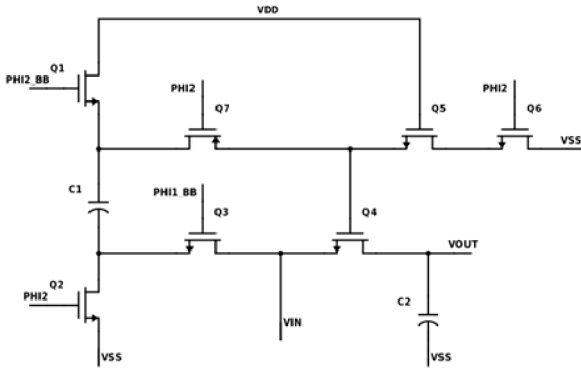 VDD
Q1
PHI2_BB
PHI2
PHI2
Q7
Q5
Q6
VSS
C1
PHI1_BB
Q3
Q4
VOUT
Q2
PHI2
C2
VIN
VSS
VSS